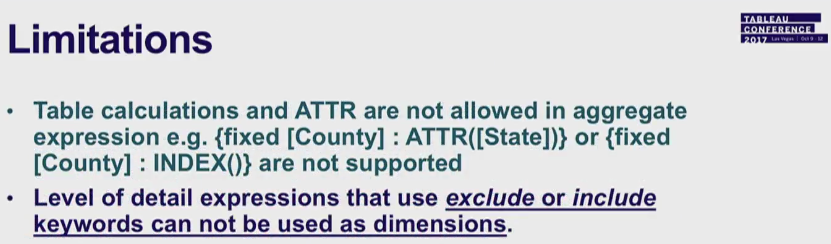 Limitations
TABLEAU
CONFERENCE
2017 Las Vegas | Oct 9 - 12
• Table calculations and ATTR are not allowed in aggregate
expression e.g. {fixed [County] : ATTR([State])} or {fixed
[County] : INDEX()} are not supported
• Level of detail expressions that use exclude or include
keywords can not be used as dimensions.